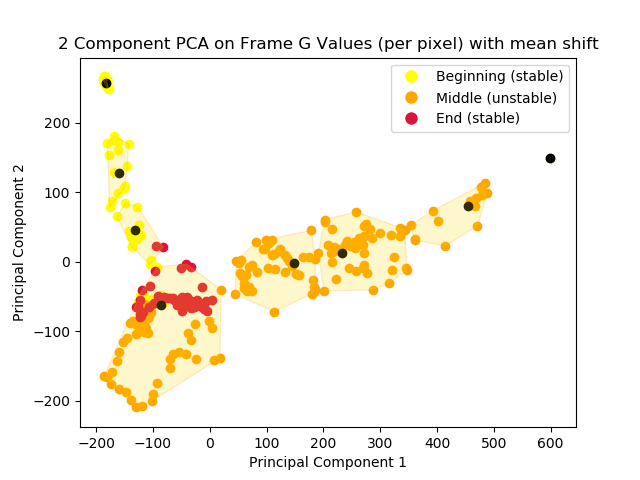 2 Component PCA on Frame G Values (per pixel) with mean shift
Beginning (stable)
Middle (unstable)
End (stable)
200
100
0
−100
−200
Principal Component 2
−200 −100 0 100 200 300 400 500 600
Principal Component 1